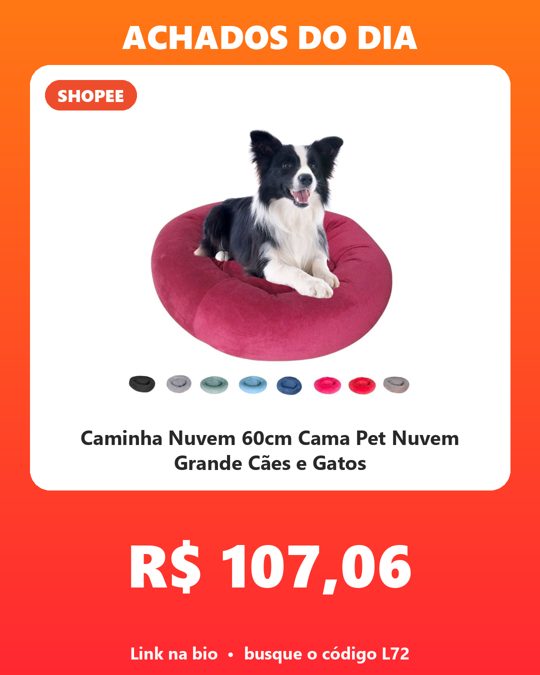 ACHADOS DO DIA
SHOPEE
Caminha Nuvem 60cm Cama Pet Nuvem
Grande Cães e Gatos
R$ 107,06
Link na bio • busque o código L72